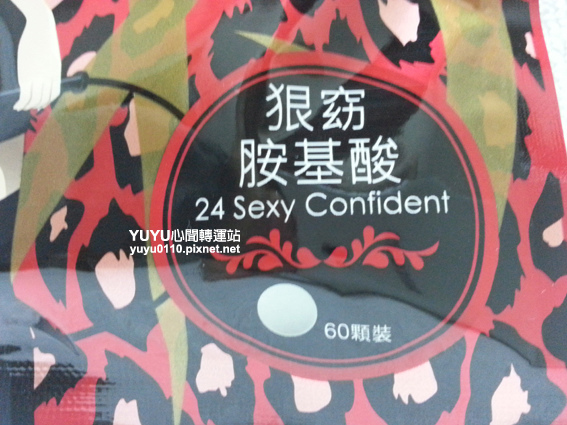 狠窈
胺基酸
24 Sexy Confident
YUYU心聞轉運站
yuyu0110.pixnet.net
60顆裝